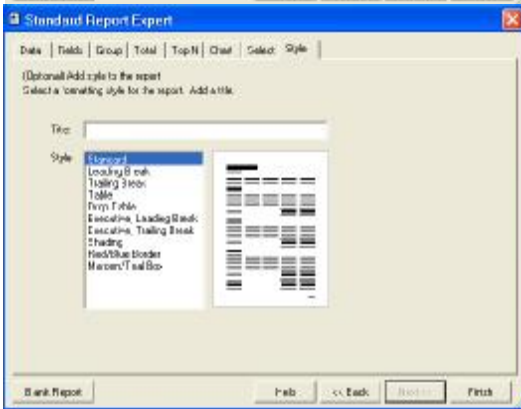 Standard Report Expert
Data Fields Group Total Top N Chart Select Style
(Optional) Add style to the report
Select a formatting style for the report. Add a title.
Title:
Style
Standard
Leading Break
Trailing Break
Table
Drop Table
Executive, Leading Break
Executive, Trailing Break
Shading
Red/Blue Border
Maroon/Teal Box
Blank Report Help << Back Next >> Finish